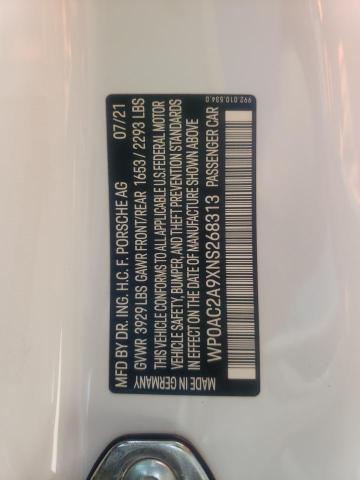 992.010.534.0
MFD BY DR. ING. H.C. F. PORSCHE AG 07/21
GVWR 3929 LBS GAWR FRONT/REAR 1653/2293 LBS
THIS VEHICLE CONFORMS TO ALL APPLICABLE U.S.FEDERAL MOTOR
VEHICLE SAFETY, BUMPER, AND THEFT PREVENTION STANDARDS
IN EFFECT ON THE DATE OF MANUFACTURE SHOWN ABOVE
WP0AC2A9XNS268313 PASSENGER CAR
MADE IN GERMANY